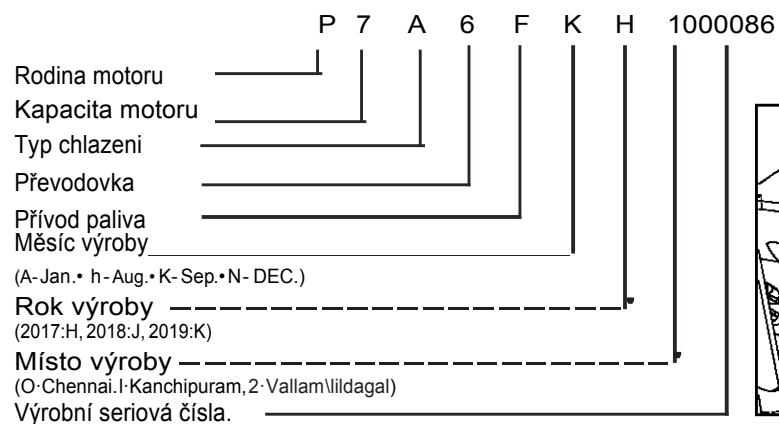 P 7 A 6 F K H 1000086
Rodina motoru
Kapacita motoru
Typ chlazeni
Převodovka
Přívod paliva
Měsíc výroby
(A-Jan.• h-Aug.•K-Sep.•N-DEC.)
Rok výroby
(2017:H, 2018:J, 2019:K)
Místo výroby
(O·Chennai.I·Kanchipuram, 2·Vallam\lildagal)
Výrobní seriová čísla.